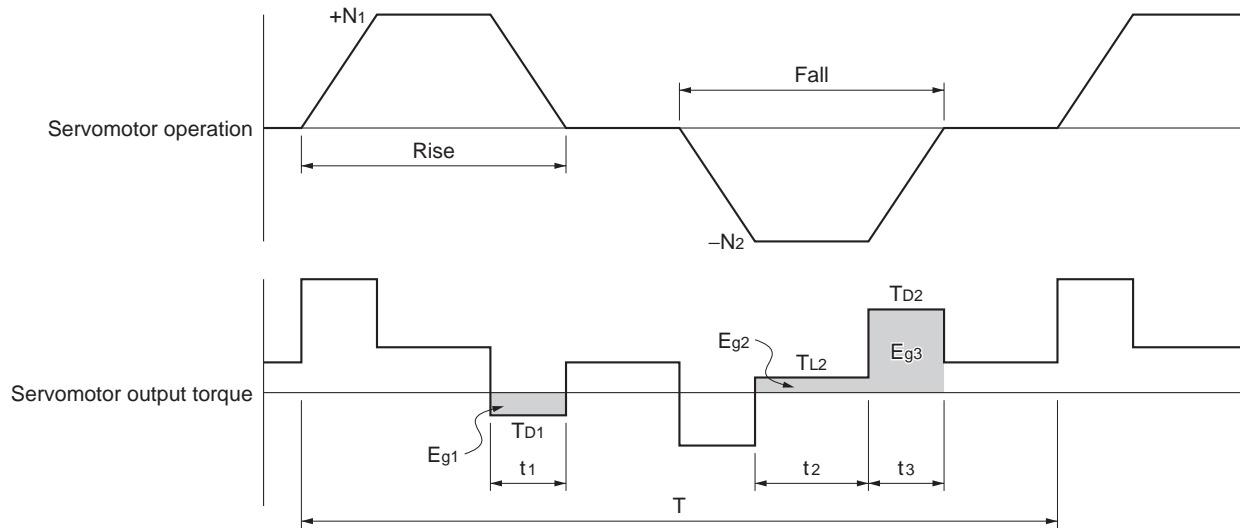 +N1
Fall
Servomotor operation
Rise
–N2
TD2
Eg2
TL2
Eg3
Servomotor output torque
TD1
Eg1
t1
t2
t3
T